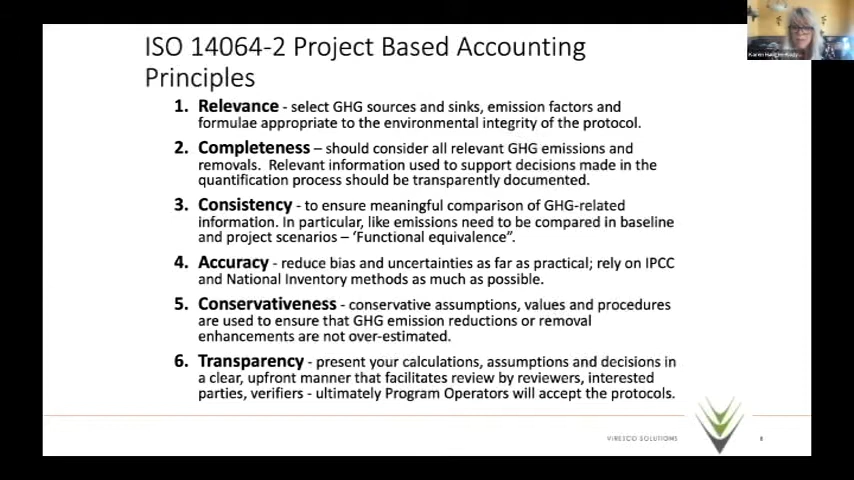 ISO 14064-2 Project Based Accounting
Principles
1. Relevance - select GHG sources and sinks, emission factors and
formulae appropriate to the environmental integrity of the protocol.
2. Completeness – should consider all relevant GHG emissions and
removals. Relevant information used to support decisions made in the
quantification process should be transparently documented.
3. Consistency - to ensure meaningful comparison of GHG-related
information. In particular, like emissions need to be compared in baseline
and project scenarios – ‘Functional equivalence”.
4. Accuracy - reduce bias and uncertainties as far as practical; rely on IPCC
and National Inventory methods as much as possible.
5. Conservativeness - conservative assumptions, values and procedures
are used to ensure that GHG emission reductions or removal
enhancements are not over-estimated.
6. Transparency - present your calculations, assumptions and decisions in
a clear, upfront manner that facilitates review by reviewers, interested
parties, verifiers - ultimately Program Operators will accept the protocols.
VIRESCO SOLUTIONS
8
Karen